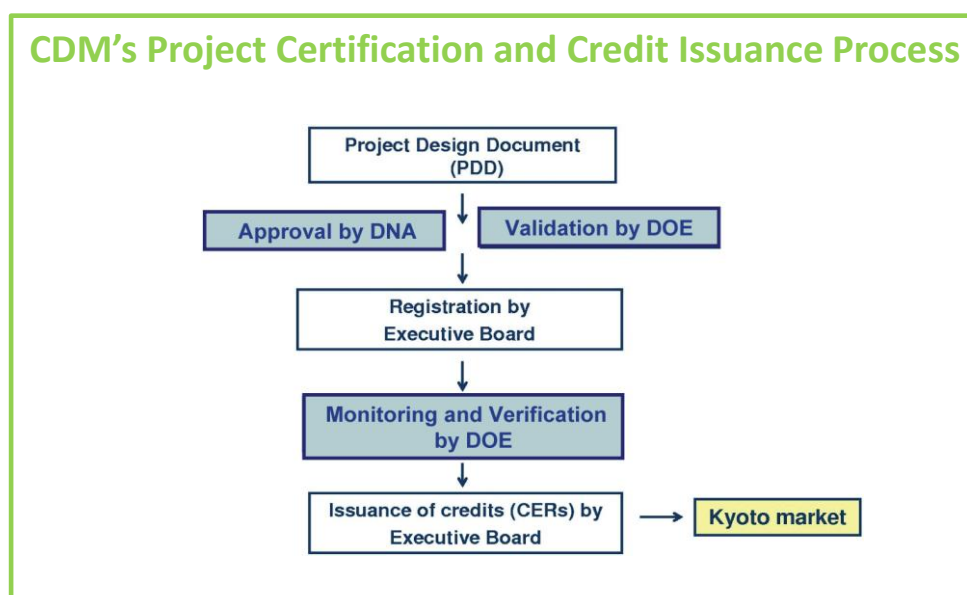 CDM’s Project Certification and Credit Issuance Process
Project Design Document
(PDD)
Approval by DNA
Validation by DOE
Registration by
Executive Board
Monitoring and Verification
by DOE
Issuance of credits (CERs) by
Executive Board
Kyoto market